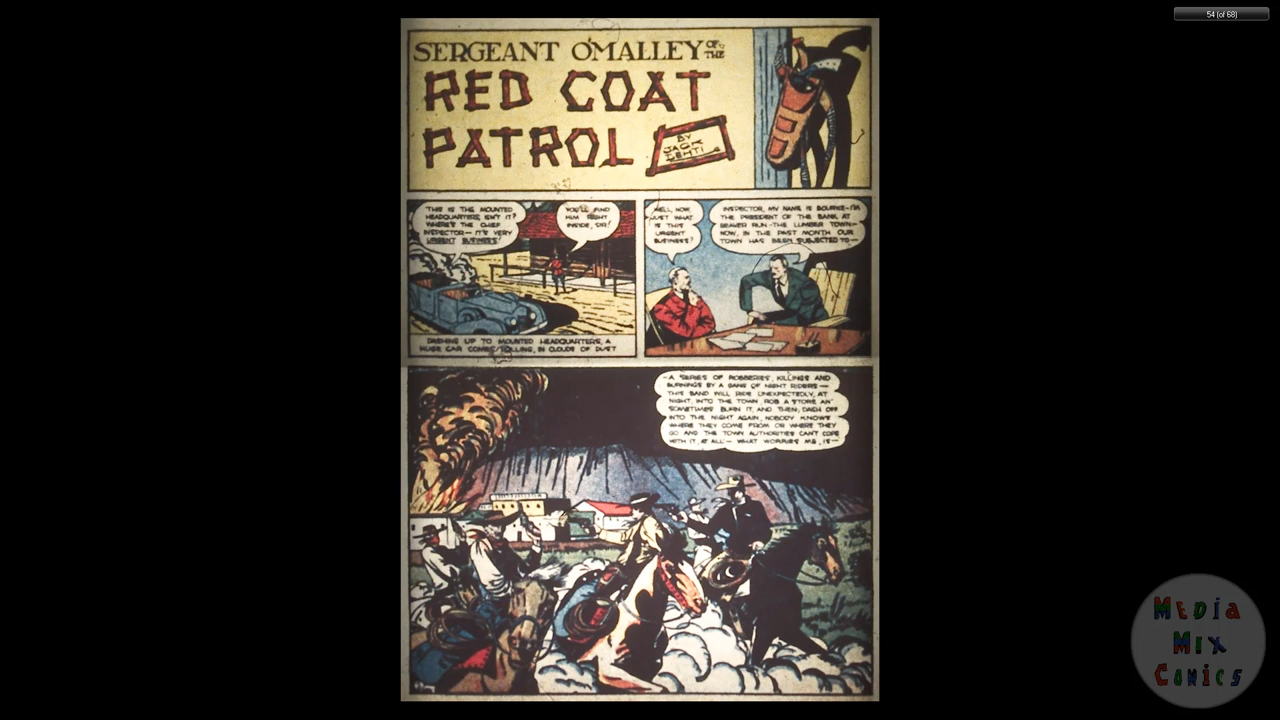 54 (of 68)
SERGEANT O'MALLEY OF THE
RED COAT
PATROL
BY
JACK
LEHTI
THIS IS THE MOUNTED
HEADQUARTERS, ISN'T IT?
WHERE'S THE CHIEF
INSPECTOR — IT'S VERY
URGENT BUSINESS!
YOU'LL FIND
HIM RIGHT
INSIDE, SIR!
DASHING UP TO MOUNTED HEADQUARTERS, A
HUGE CAR COMES ROLLING, IN CLOUDS OF DUST
WELL, NOW
JUST WHAT
IS THIS
URGENT
BUSINESS?
INSPECTOR, MY NAME IS BOURKE—I'M
THE PRESIDENT OF THE BANK AT
BEAVER RUN—THE LUMBER TOWN—
NOW, IN THE PAST MONTH OUR
TOWN HAS BEEN SUBJECTED TO—
—A SERIES OF ROBBERIES, KILLINGS AND
BURNINGS BY A GANG OF NIGHT RIDERS—
THIS BAND WILL RIDE UNEXPECTEDLY, AT
NIGHT, INTO THE TOWN, ROB A STORE AN'
SOMETIMES BURN IT, AND THEN, DASH OFF
INTO THE NIGHT AGAIN, NOBODY KNOWS
WHERE THEY COME FROM OR WHERE THEY
GO AND THE TOWN AUTHORITIES CAN'T COPE
WITH IT, AT ALL — WHAT WORRIES ME, IS—
MEDiA
MiX
COMiCS